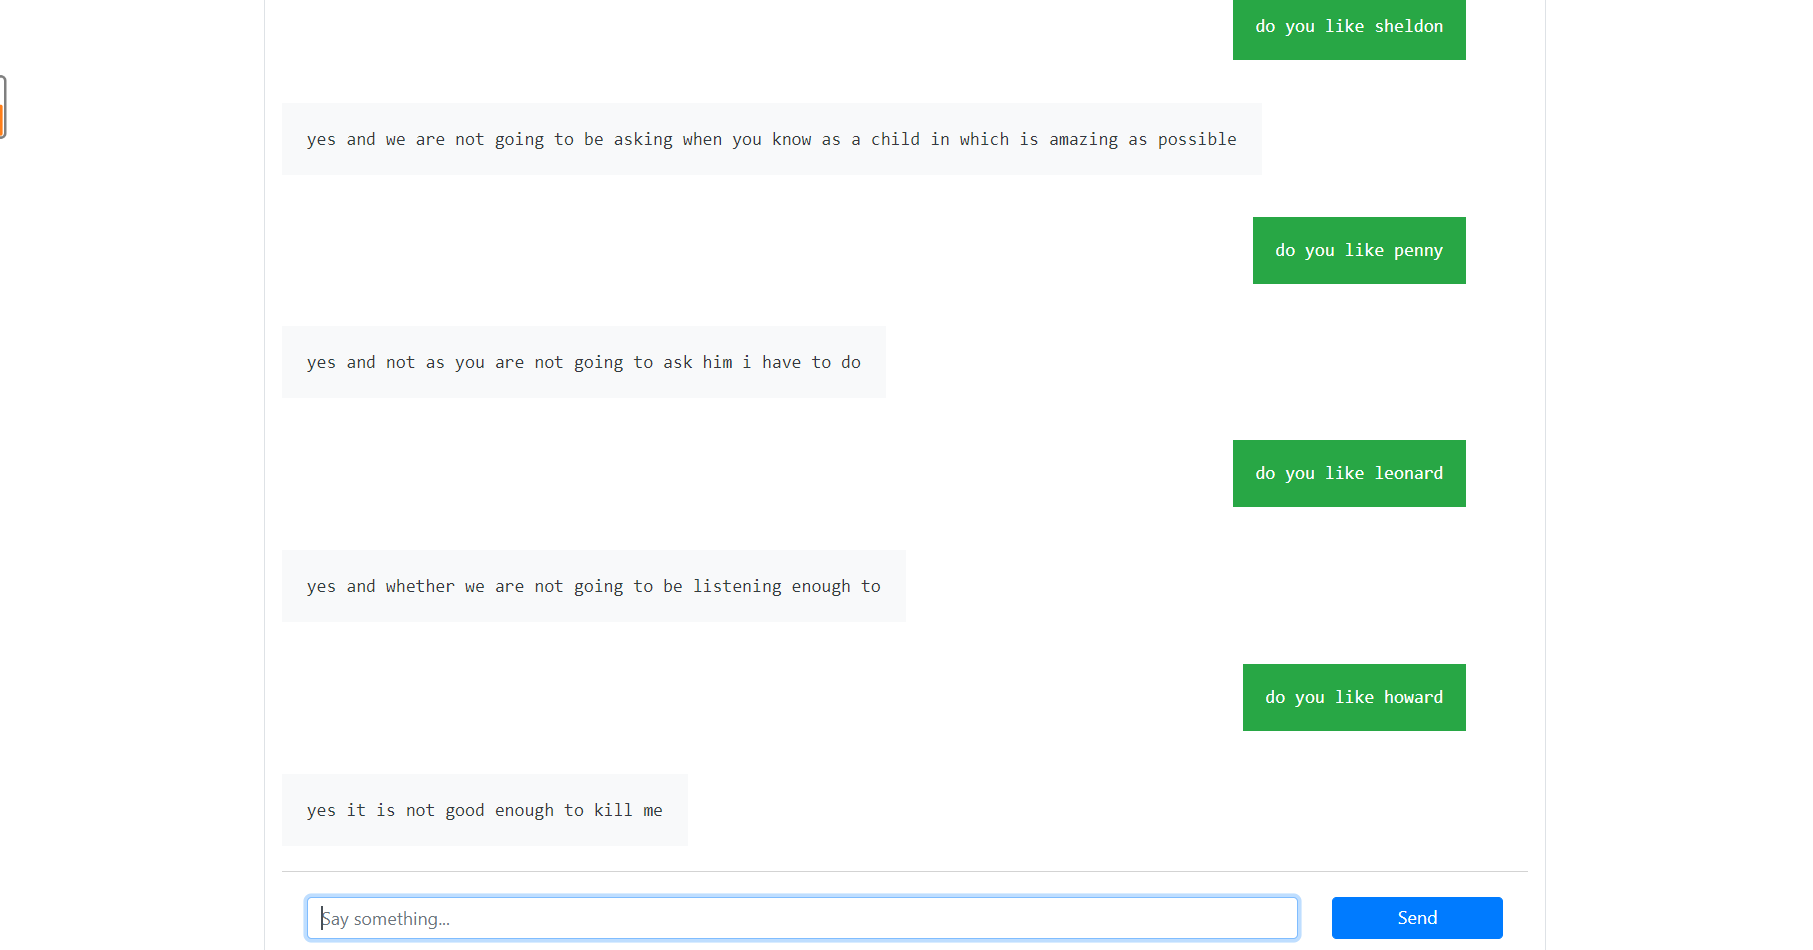 do you like sheldon
yes and we are not going to be asking when you know as a child in which is amazing as possible
do you like penny
yes and not as you are not going to ask him i have to do
do you like leonard
yes and whether we are not going to be listening enough to
do you like howard
yes it is not good enough to kill me
Say something...
Send